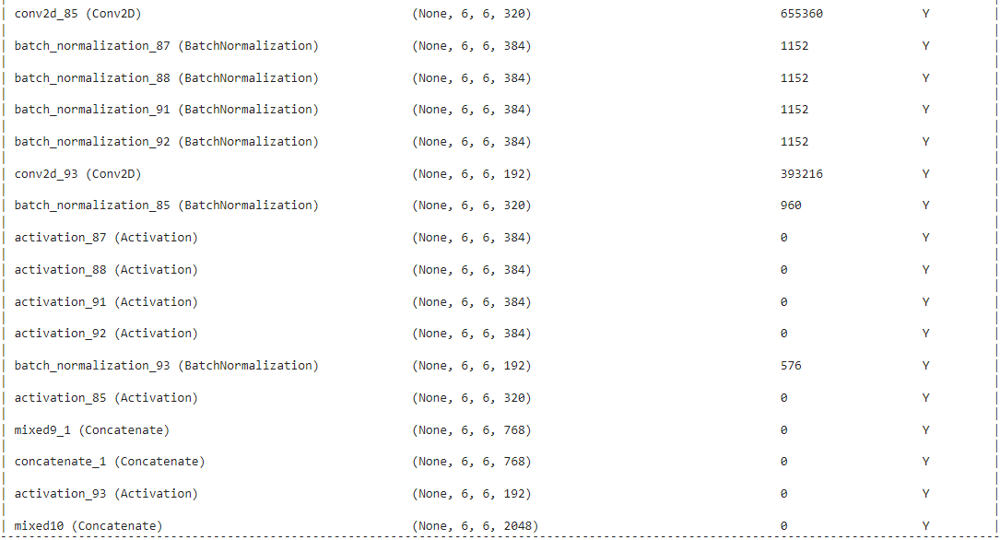 conv2d_85 (Conv2D) (None, 6, 6, 320) 655360 Y
batch_normalization_87 (BatchNormalization) (None, 6, 6, 384) 1152 Y
batch_normalization_88 (BatchNormalization) (None, 6, 6, 384) 1152 Y
batch_normalization_91 (BatchNormalization) (None, 6, 6, 384) 1152 Y
batch_normalization_92 (BatchNormalization) (None, 6, 6, 384) 1152 Y
conv2d_93 (Conv2D) (None, 6, 6, 192) 393216 Y
batch_normalization_85 (BatchNormalization) (None, 6, 6, 320) 960 Y
activation_87 (Activation) (None, 6, 6, 384) 0 Y
activation_88 (Activation) (None, 6, 6, 384) 0 Y
activation_91 (Activation) (None, 6, 6, 384) 0 Y
activation_92 (Activation) (None, 6, 6, 384) 0 Y
batch_normalization_93 (BatchNormalization) (None, 6, 6, 192) 576 Y
activation_85 (Activation) (None, 6, 6, 320) 0 Y
mixed9_1 (Concatenate) (None, 6, 6, 768) 0 Y
concatenate_1 (Concatenate) (None, 6, 6, 768) 0 Y
activation_93 (Activation) (None, 6, 6, 192) 0 Y
mixed10 (Concatenate) (None, 6, 6, 2048) 0 Y